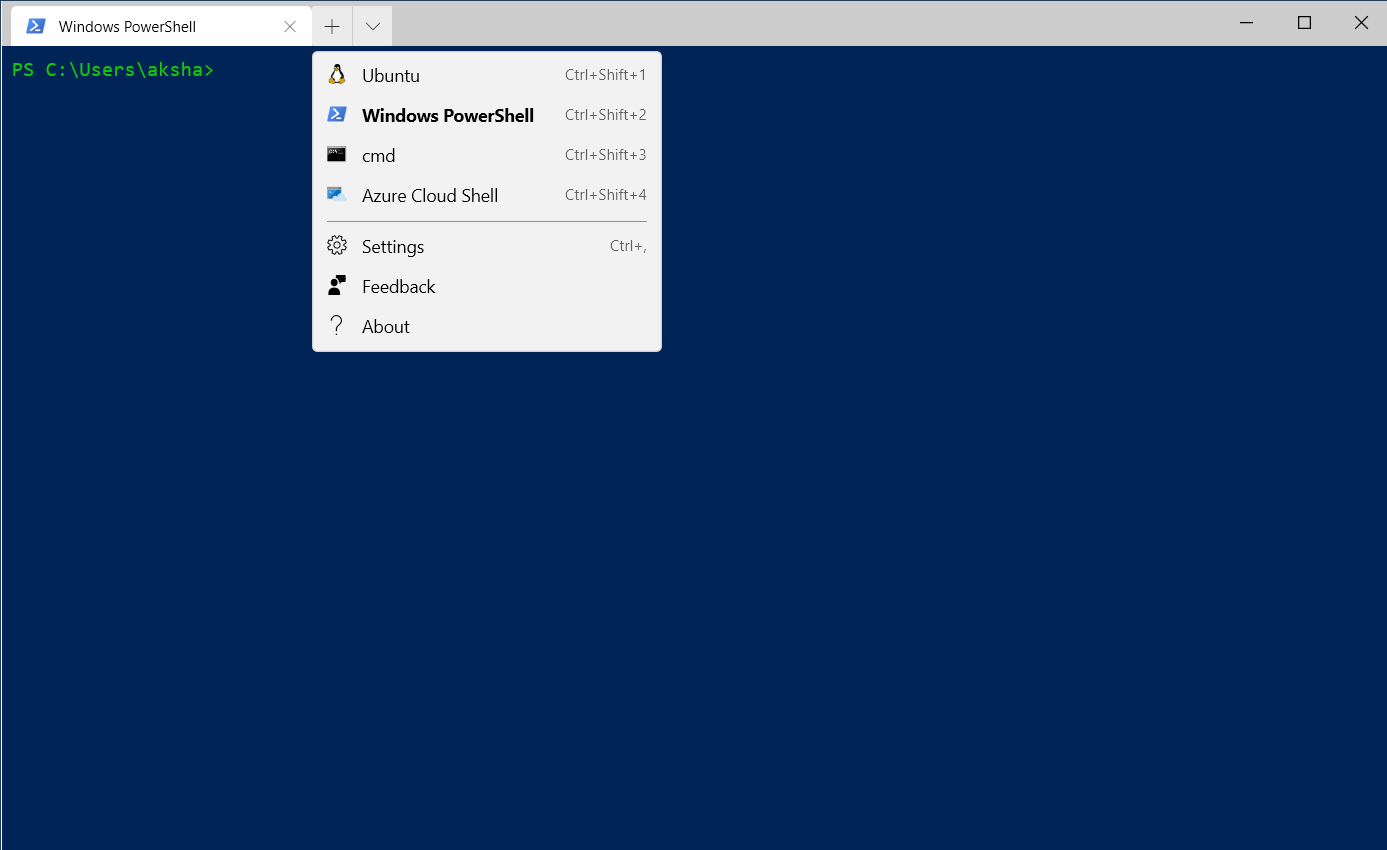 Windows PowerShell
PS C:\Users\aksha>
Ubuntu Ctrl+Shift+1
Windows PowerShell Ctrl+Shift+2
cmd Ctrl+Shift+3
Azure Cloud Shell Ctrl+Shift+4
Settings Ctrl+,
Feedback
About